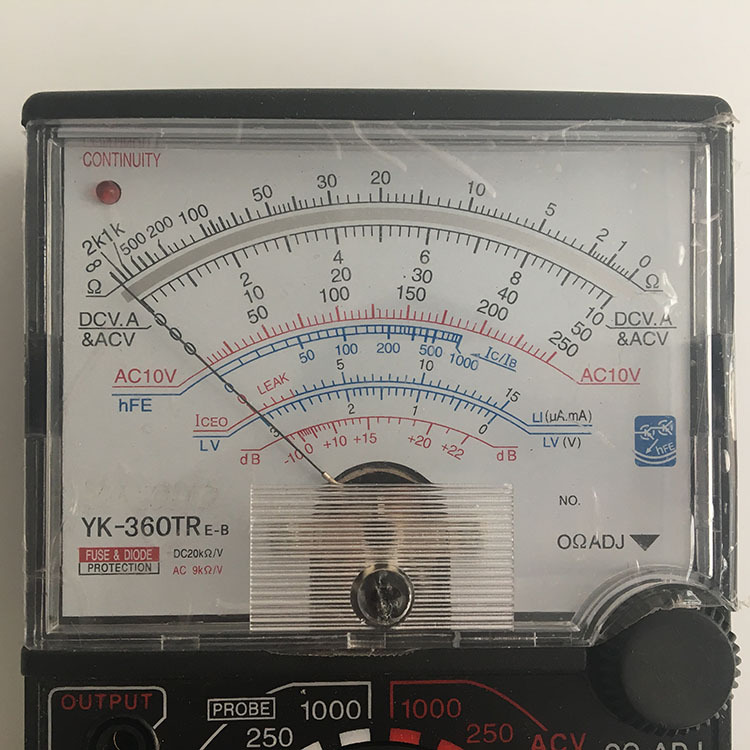 CONTINUITY
∞ 2k 1k 500 200 100 50 30 20 10 5 2 1 0
Ω Ω
2 4 6 8
10 20 30 40
50 100 150 200
10
50
250
DCV.A DCV.A
&ACV &ACV
AC10V AC10V
hFE 50 100 200 500 1000 IC/IB
LEAK 5 10 15
ICEO LI(µA.mA)
LV 3 2 1 0 LV (V)
dB -10 0 +10 +15 +20 +22 dB
hFE
NO.
YK-360TR E-B
FUSE & DIODE DC20kΩ/V
PROTECTION AC 9kΩ/V
0ΩADJ
OUTPUT
PROBE 1000 1000
250 250 ACV